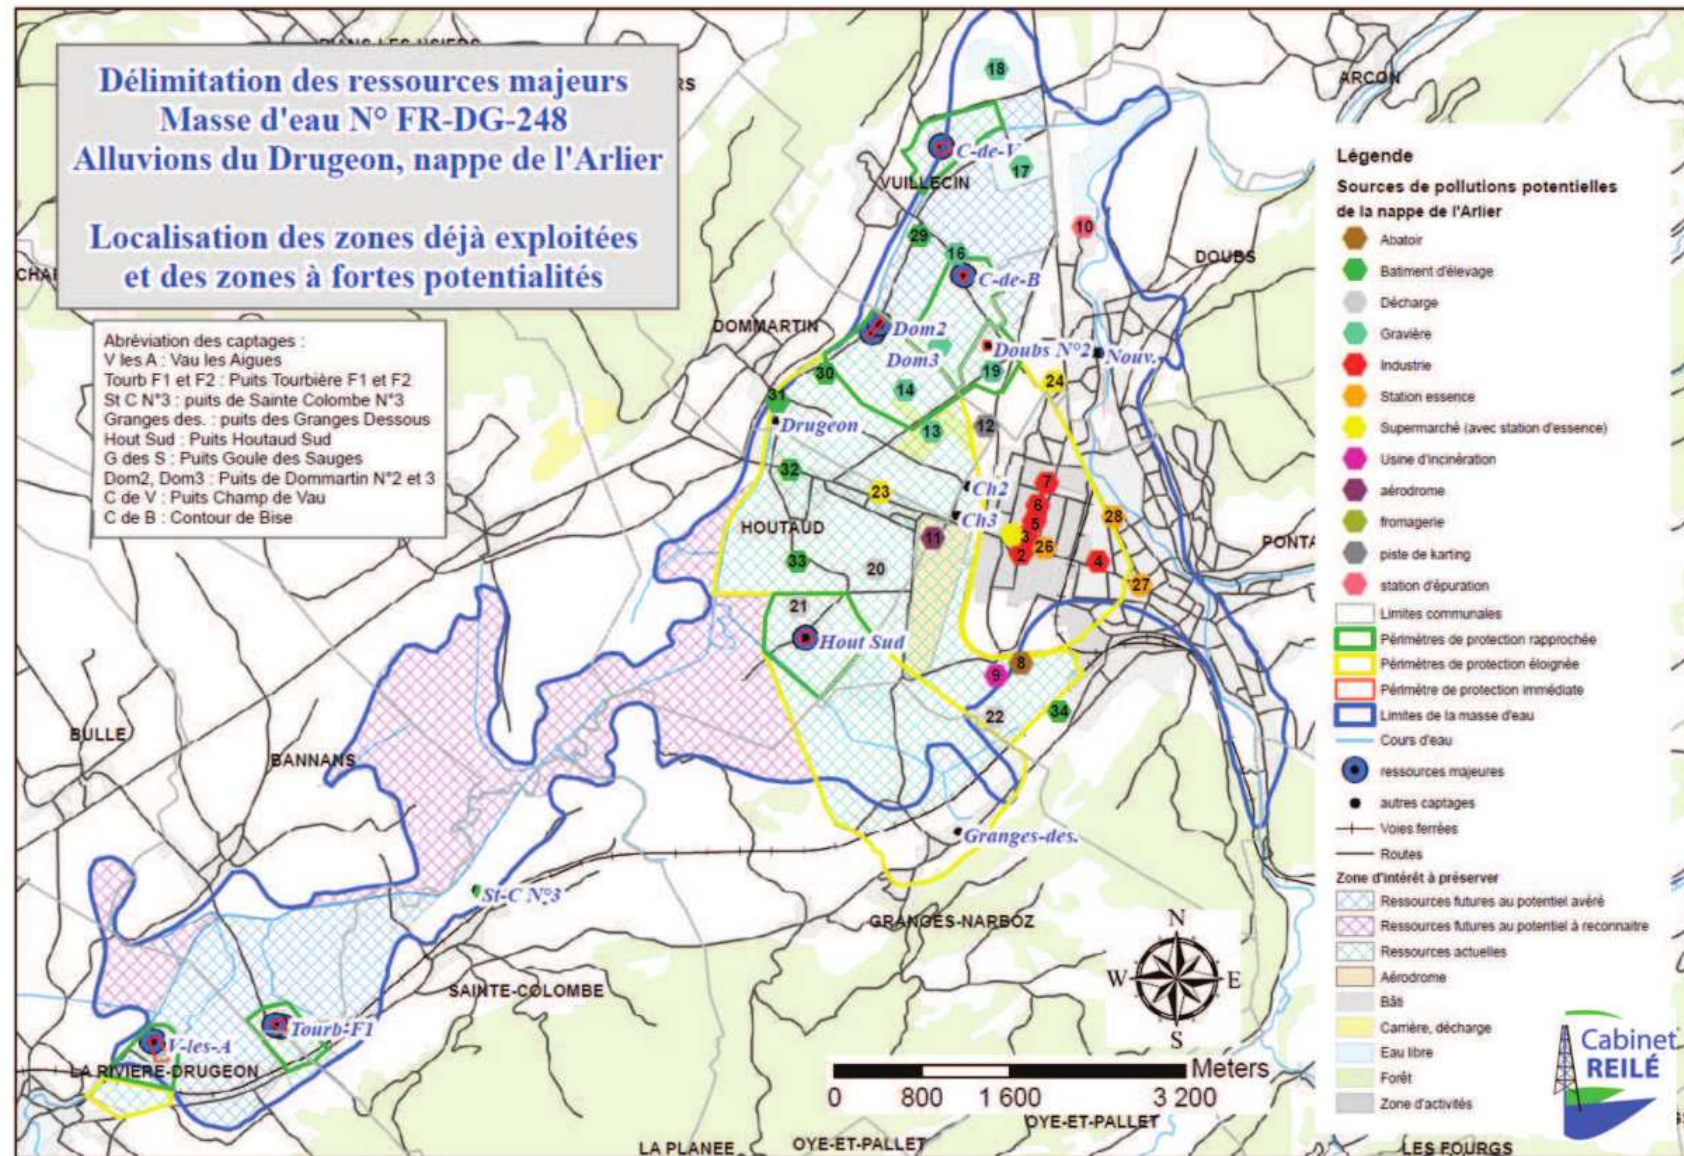 Délimitation des ressources majeurs
Masse d'eau N° FR-DG-248
Alluvions du Drugeon, nappe de l'Arlier
Localisation des zones déjà exploitées
et des zones à fortes potentialités
Abréviation des captages :
V les A : Vau les Aigues
Tourb F1 et F2 : Puits Tourbière F1 et F2
St C N°3 : puits de Sainte Colombe N°3
Granges des. : puits des Granges Dessous
Hout Sud : Puits Houtaud Sud
G des S : Puits Goule des Sauges
Dom2, Dom3 : Puits de Dommartin N°2 et 3
C de V : Puits Champ de Vau
C de B : Contour de Bise
ARCON
18
C-de-V
17
VUILLECIN
10
29
16
DOUBS
C-de-B
DOMMARTIN
Dom2
Doubs N°2
Nouv.
Dom3
30
19
24
14
31
Drugeon
13
12
32
Ch2
7
23
6
Ch3
5
28
HOUTAUD
11
3
26
2
4
33
20
27
21
Hout Sud
8
9
22
34
BULLE
BANNANS
Granges-des.
St-C N°3
GRANGES-NARBOZ
SAINTE-COLOMBE
Tourb-F1
V-les-A
LA RIVIERE-DRUGEON
N
W
E
S
Meters
0 800 1 600 3 200
LA PLANEE
OYE-ET-PALLET
OYE-ET-PALLET
LES FOURGS
Légende
Sources de pollutions potentielles
de la nappe de l'Arlier
Abatoir
Batiment d'élevage
Décharge
Gravière
Industrie
Station essence
Supermarché (avec station d'essence)
Usine d'incinération
aérodrome
fromagerie
piste de karting
station d'épuration
Limites communales
Périmètres de protection rapprochée
Périmètres de protection éloignée
Périmètre de protection immédiate
Limites de la masse d'eau
Cours d'eau
ressources majeures
autres captages
Voies ferrées
Routes
Zone d'intérêt à préserver
Ressources futures au potentiel avéré
Ressources futures au potentiel à reconnaitre
Ressources actuelles
Aérodrome
Bâti
Carrière, décharge
Eau libre
Forêt
Zone d'activités
Cabinet
REILÉ